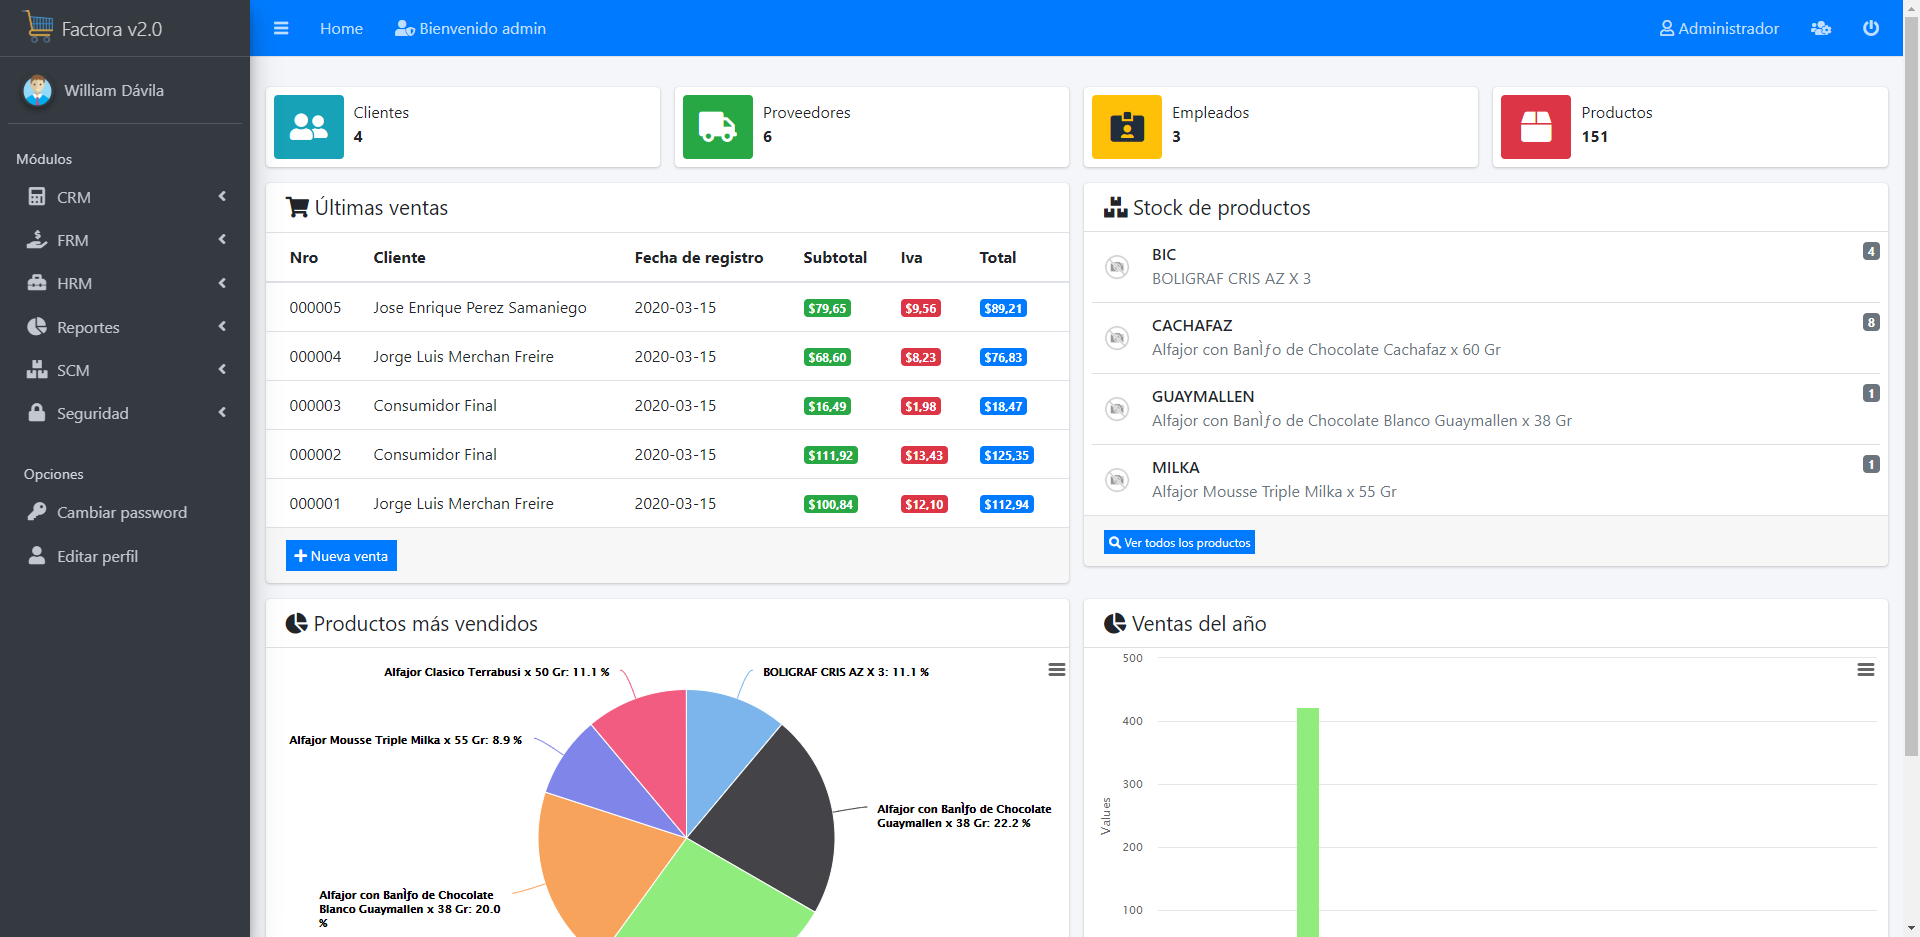 Factora v2.0
Home
Bienvenido admin
Administrador
William Dávila
Módulos
CRM
FRM
HRM
Reportes
SCM
Seguridad
Opciones
Cambiar password
Editar perfil
Clientes
4
Proveedores
6
Empleados
3
Productos
151
Últimas ventas
Nro Cliente Fecha de registro Subtotal Iva Total
000005 Jose Enrique Perez Samaniego 2020-03-15 $79,65 $9,56 $89,21
000004 Jorge Luis Merchan Freire 2020-03-15 $68,60 $8,23 $76,83
000003 Consumidor Final 2020-03-15 $16,49 $1,98 $18,47
000002 Consumidor Final 2020-03-15 $111,92 $13,43 $125,35
000001 Jorge Luis Merchan Freire 2020-03-15 $100,84 $12,10 $112,94
Nueva venta
Stock de productos
BIC 4
BOLIGRAF CRIS AZ X 3
CACHAFAZ 8
Alfajor con BanÌƒo de Chocolate Cachafaz x 60 Gr
GUAYMALLEN 1
Alfajor con BanÌƒo de Chocolate Blanco Guaymallen x 38 Gr
MILKA 1
Alfajor Mousse Triple Milka x 55 Gr
Ver todos los productos
Productos más vendidos
Alfajor Clasico Terrabusi x 50 Gr: 11.1 %
BOLIGRAF CRIS AZ X 3: 11.1 %
Alfajor Mousse Triple Milka x 55 Gr: 8.9 %
Alfajor con BanÌƒo de Chocolate
Guaymallen x 38 Gr: 22.2 %
Alfajor con BanÌƒo de Chocolate
Blanco Guaymallen x 38 Gr: 20.0
%
Ventas del año
500
400
300
200
100
Values